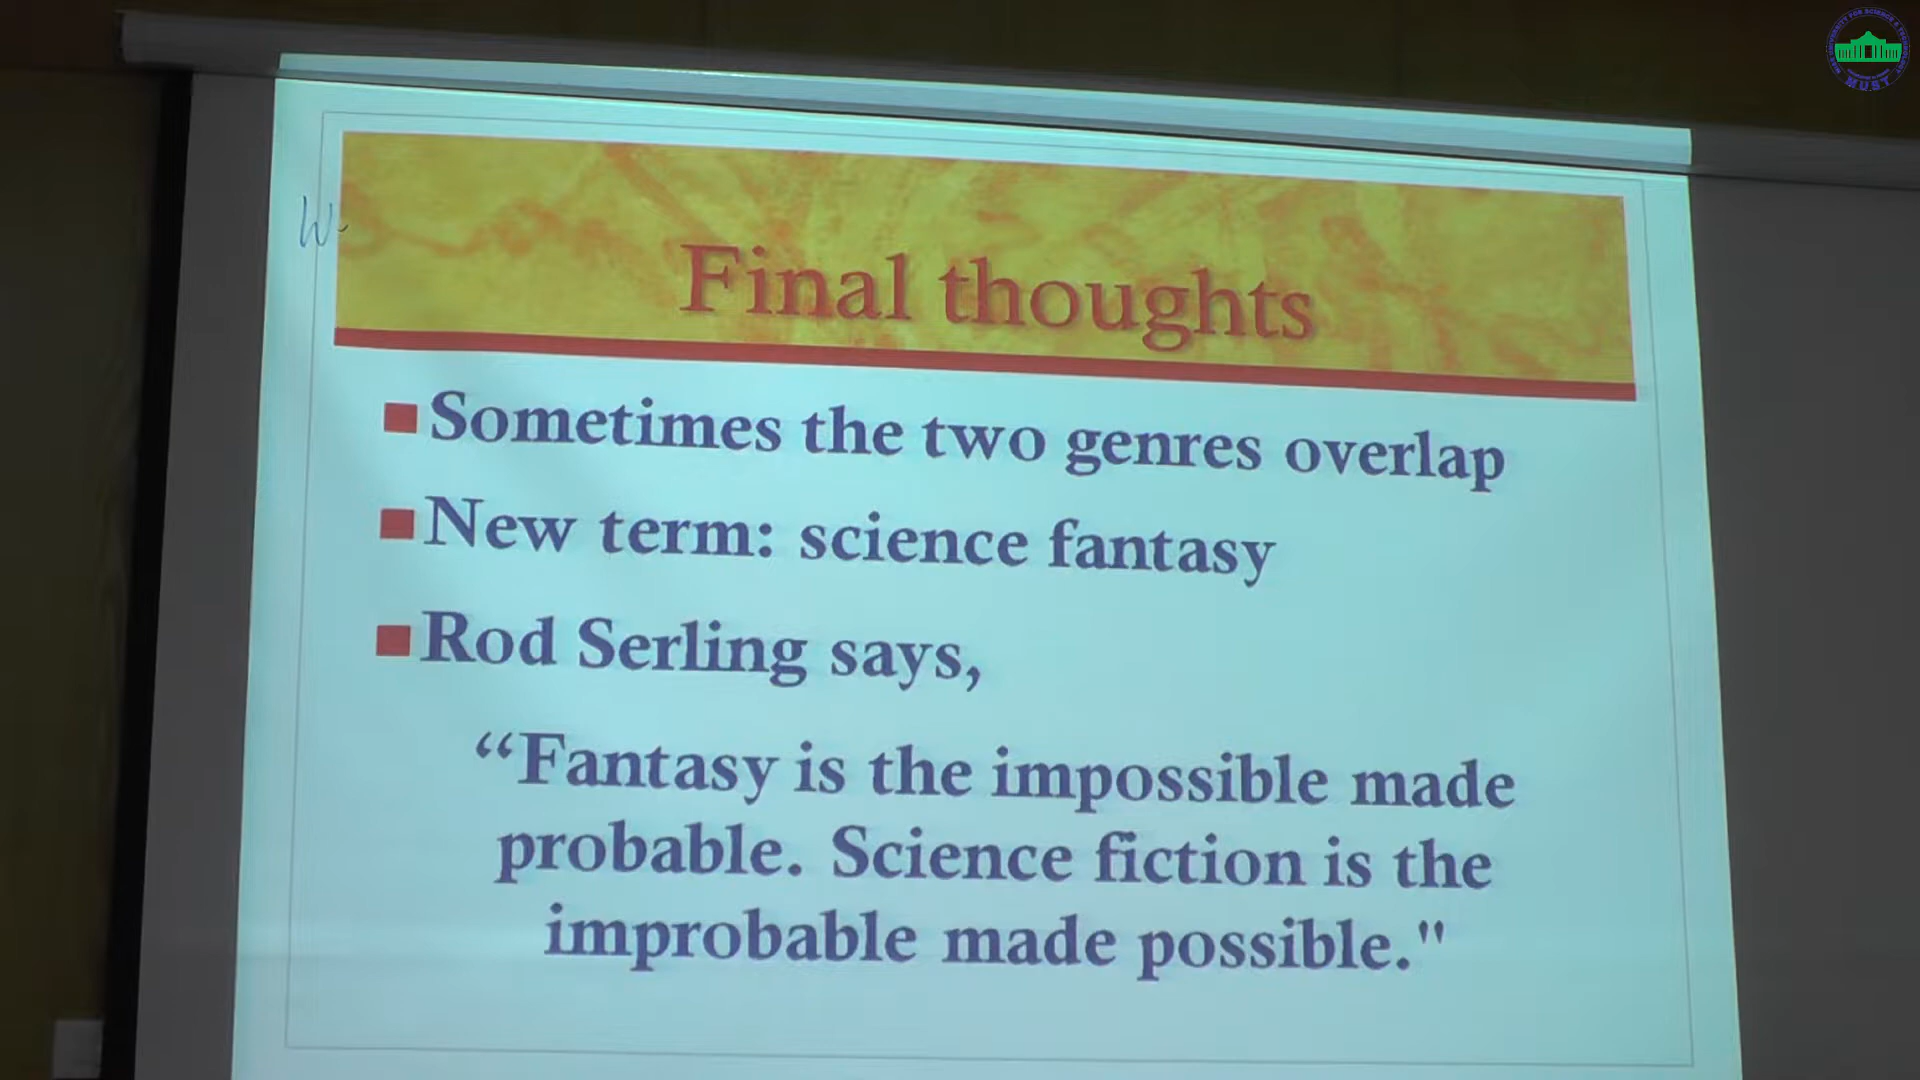 Final thoughts
Sometimes the two genres overlap
New term: science fantasy
Rod Serling says,
“Fantasy is the impossible made
probable. Science fiction is the
improbable made possible."
MUST